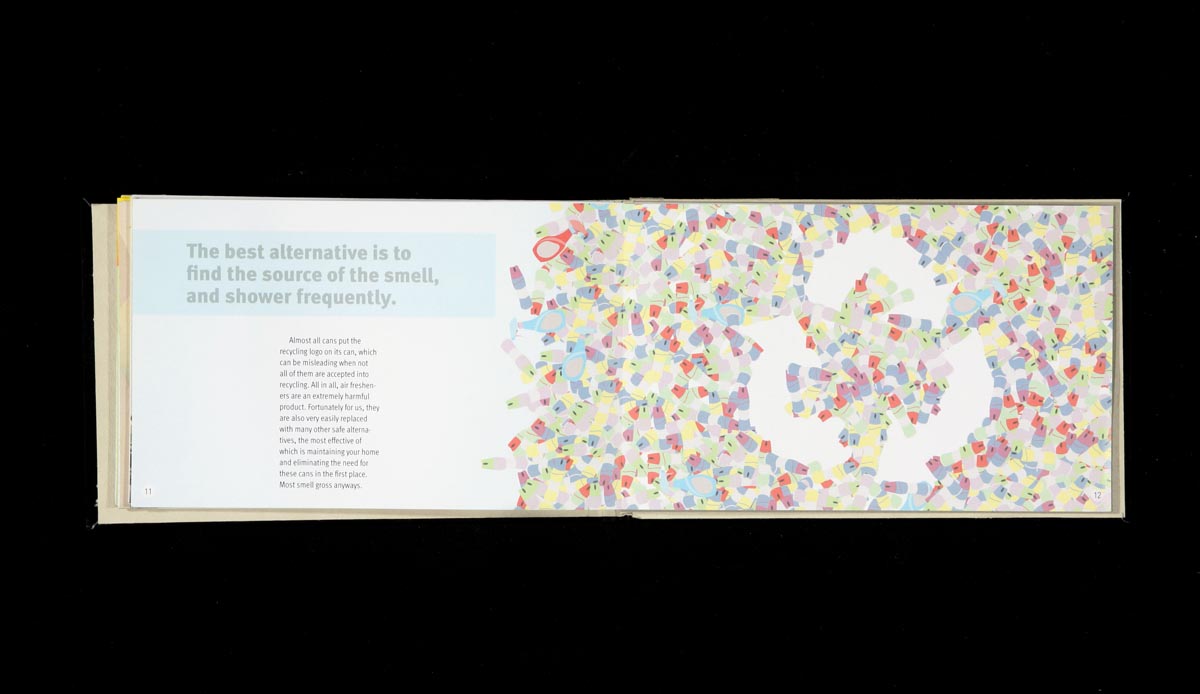 The best alternative is to
find the source of the smell,
and shower frequently.
Almost all cans put the
recycling logo on its can, which
can be misleading when not
all of them are accepted into
recycling. All in all, air freshen-
ers are an extremely harmful
product. Fortunately for us, they
are also very easily replaced
with many other safe alterna-
tives, the most effective of
which is maintaining your home
and eliminating the need for
these cans in the first place.
Most smell gross anyways.
11
12